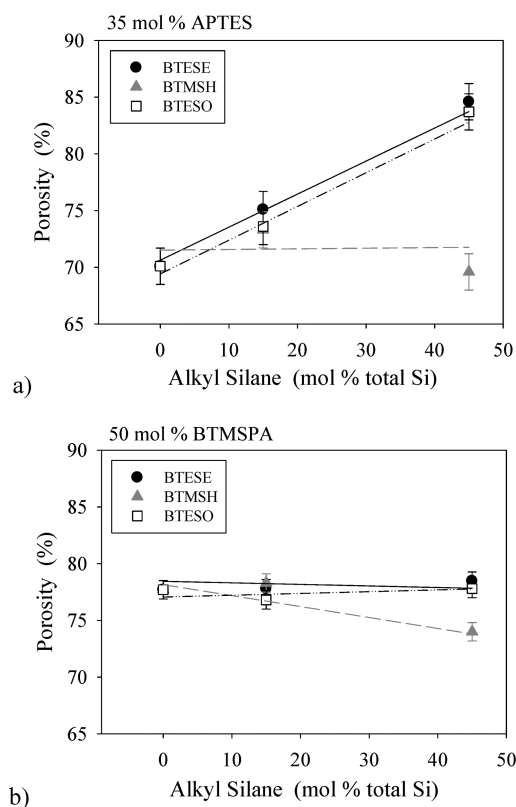 35 mol % APTES
90
85
80
75
70
65
Porosity (%)
BTESE
BTMSH
BTESO
0 10 20 30 40 50
Alkyl Silane (mol % total Si)
a)
50 mol % BTMSPA
90
85
80
75
70
65
Porosity (%)
BTESE
BTMSH
BTESO
0 10 20 30 40 50
Alkyl Silane (mol % total Si)
b)